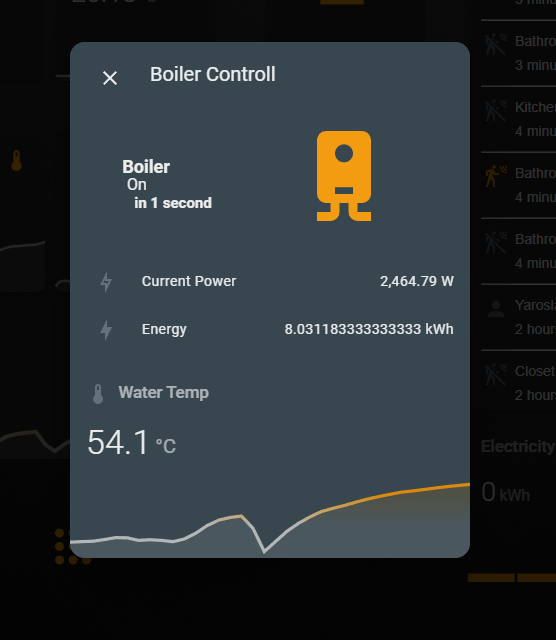 Boiler Controll
Boiler
On
in 1 second
Current Power 2,464.79 W
Energy 8.031183333333333 kWh
Water Temp
54.1 °C
3 minu
Bathro
3 minu
Kitche
4 minu
Bathro
4 minu
Bathro
4 minu
Yarosla
2 hour
Closet
2 hour
Electricity
0 kWh